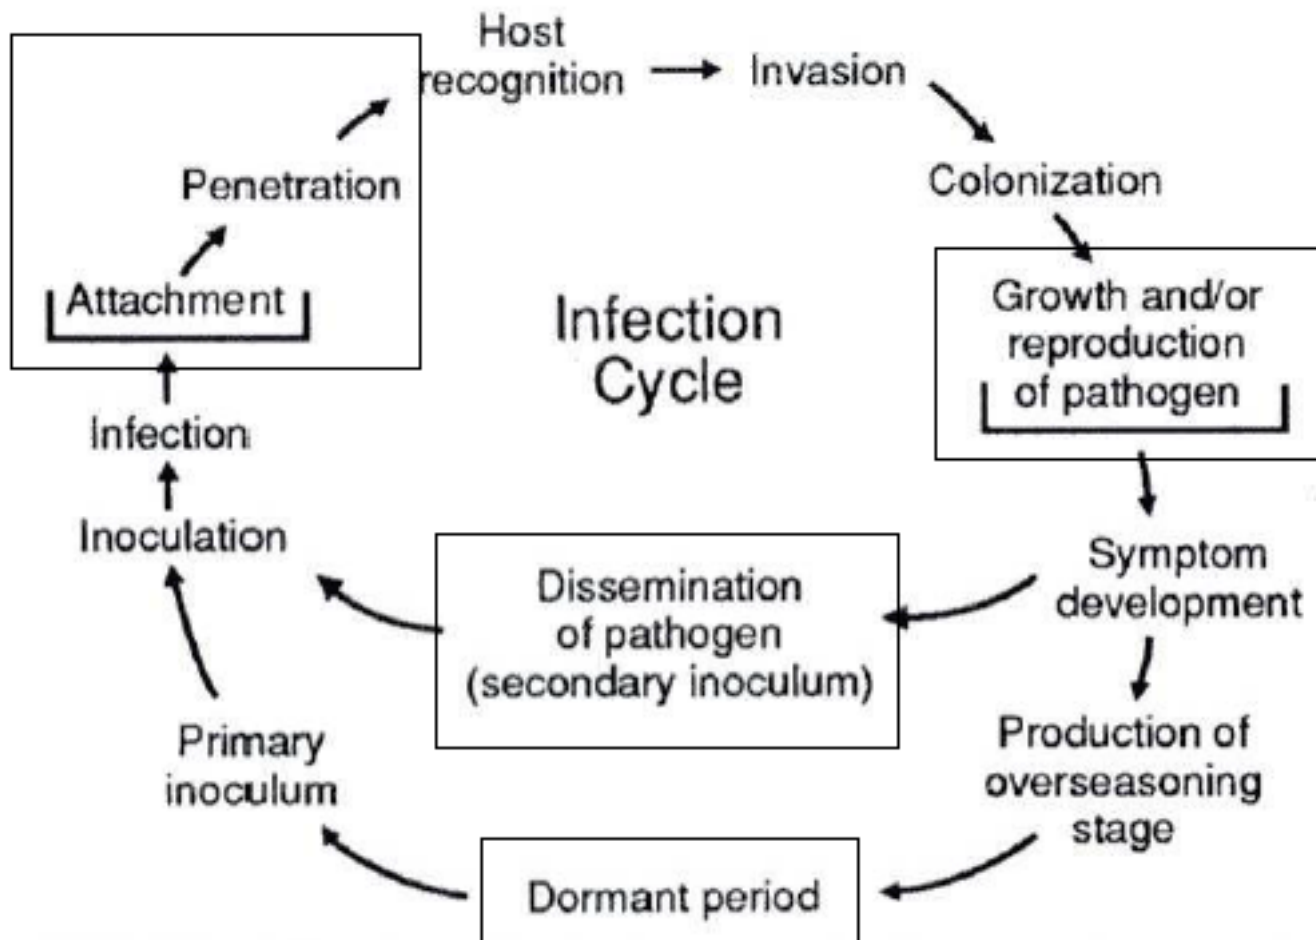 Host
recognition
Invasion
Penetration
Colonization
Attachment
Growth and/or
reproduction
of pathogen
Infection
Cycle
Infection
Inoculation
Dissemination
of pathogen
(secondary inoculum)
Symptom
development
Primary
inoculum
Production of
overseasoning
stage
Dormant period